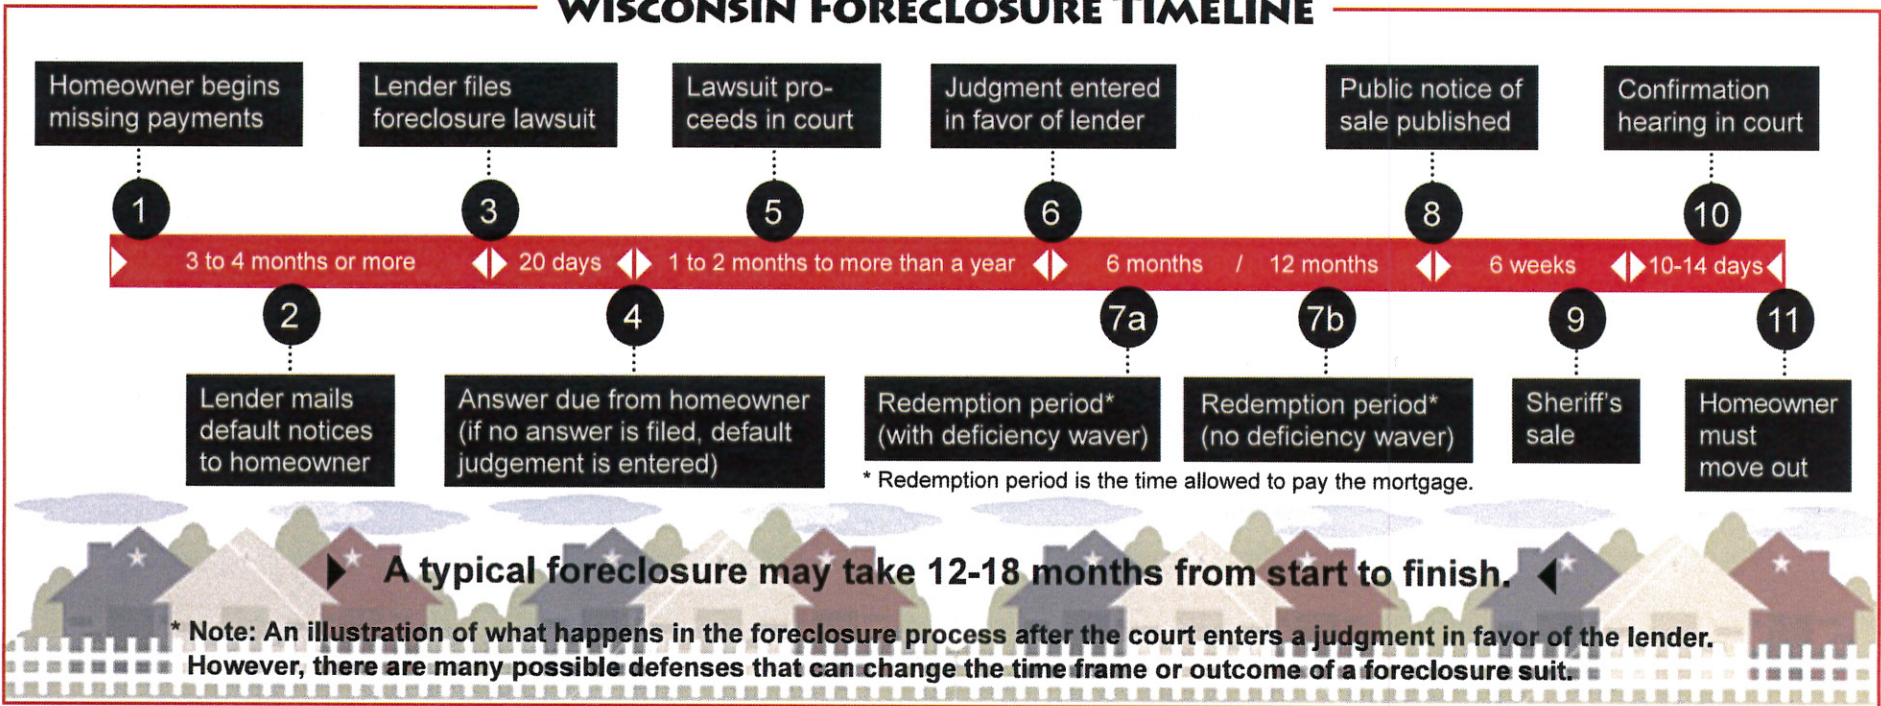 WISCONSIN FORECLOSURE TIMELINE
Homeowner begins
missing payments
Lender files
foreclosure lawsuit
Lawsuit pro-
ceeds in court
Judgment entered
in favor of lender
Public notice of
sale published
Confirmation
hearing in court
1
3
5
6
8
10
3 to 4 months or more
20 days
1 to 2 months to more than a year
6 months / 12 months
6 weeks
10-14 days
2
4
7a
7b
9
11
Lender mails
default notices
to homeowner
Answer due from homeowner
(if no answer is filed, default
judgement is entered)
Redemption period*
(with deficiency waver)
Redemption period*
(no deficiency waver)
Sheriff's
sale
Homeowner
must
move out
* Redemption period is the time allowed to pay the mortgage.
A typical foreclosure may take 12-18 months from start to finish.
* Note: An illustration of what happens in the foreclosure process after the court enters a judgment in favor of the lender.
However, there are many possible defenses that can change the time frame or outcome of a foreclosure suit.